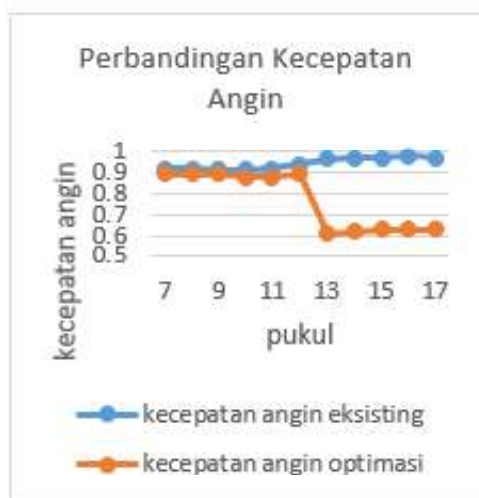 Perbandingan Kecepatan
Angin
kecepatan angin
1
0.9
0.8
0.7
0.6
0.5
7 9 11 13 15 17
pukul
kecepatan angin eksisting
kecepatan angin optimasi